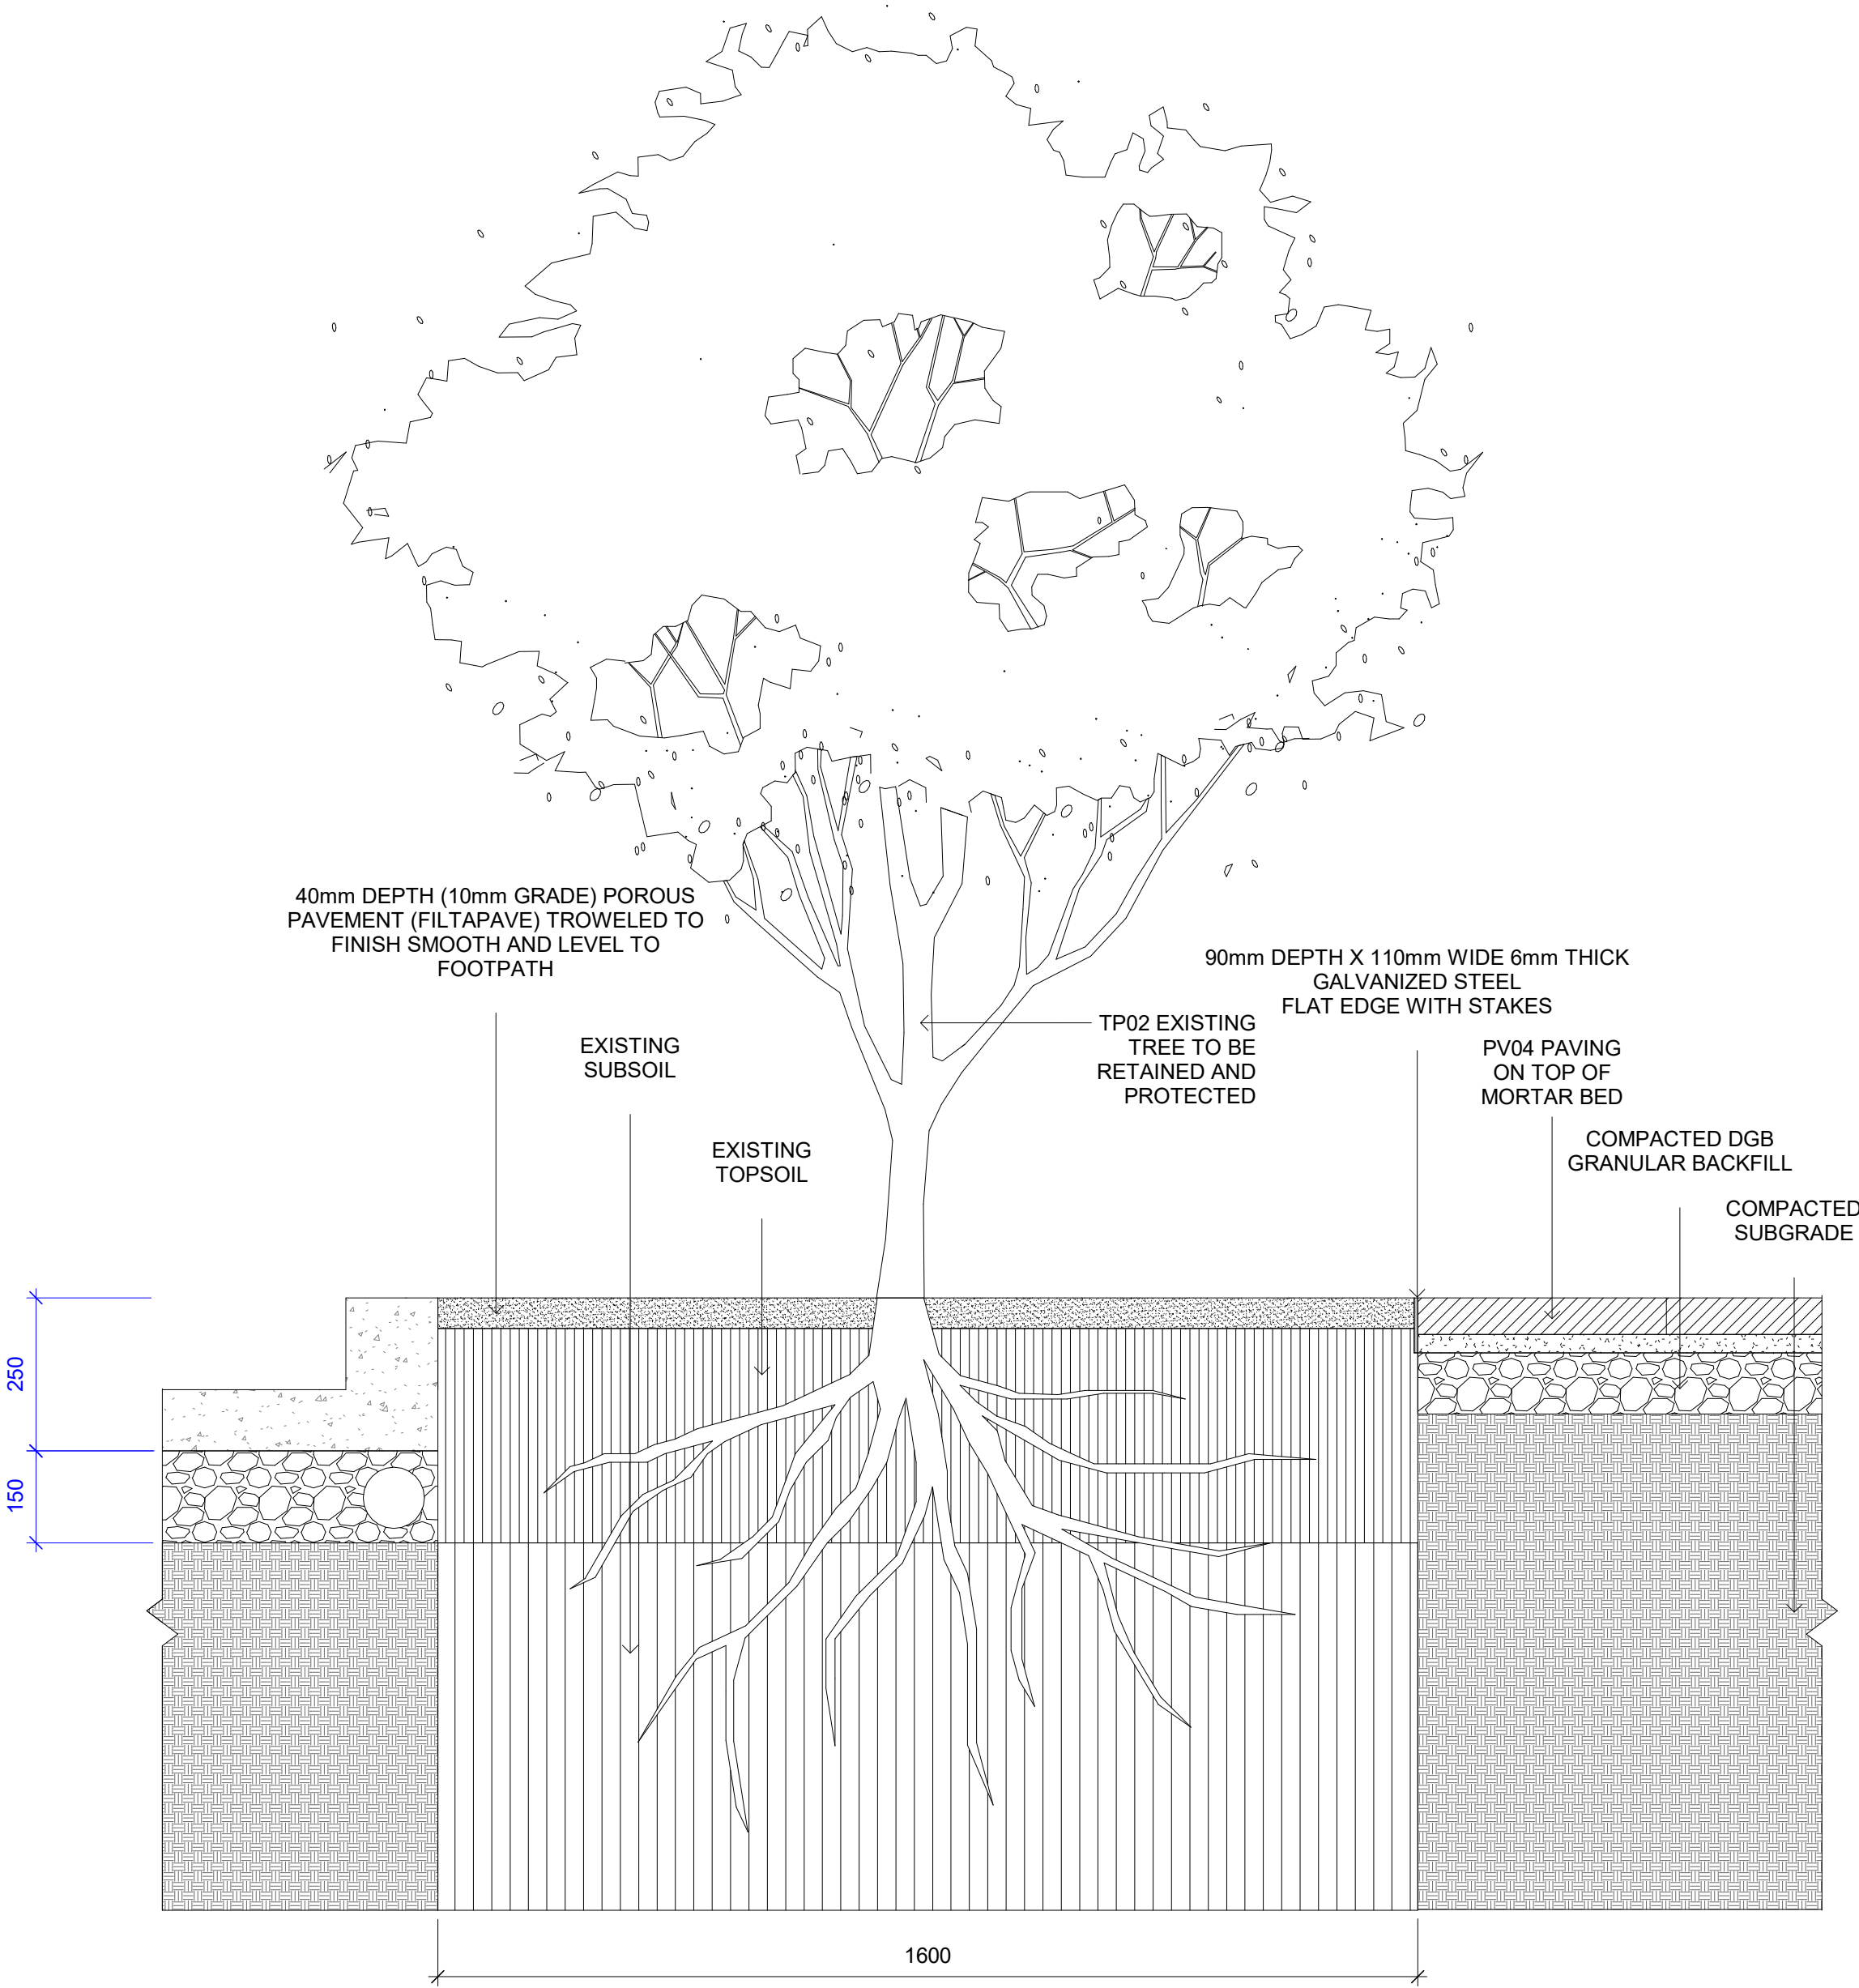 40mm DEPTH (10mm GRADE) POROUS
PAVEMENT (FILTAPAVE) TROWELED TO
FINISH SMOOTH AND LEVEL TO
FOOTPATH
90mm DEPTH X 110mm WIDE 6mm THICK
GALVANIZED STEEL
FLAT EDGE WITH STAKES
EXISTING
SUBSOIL
TP02 EXISTING
TREE TO BE
RETAINED AND
PROTECTED
PV04 PAVING
ON TOP OF
MORTAR BED
EXISTING
TOPSOIL
COMPACTED DGB
GRANULAR BACKFILL
COMPACTED
SUBGRADE
250
150
1600